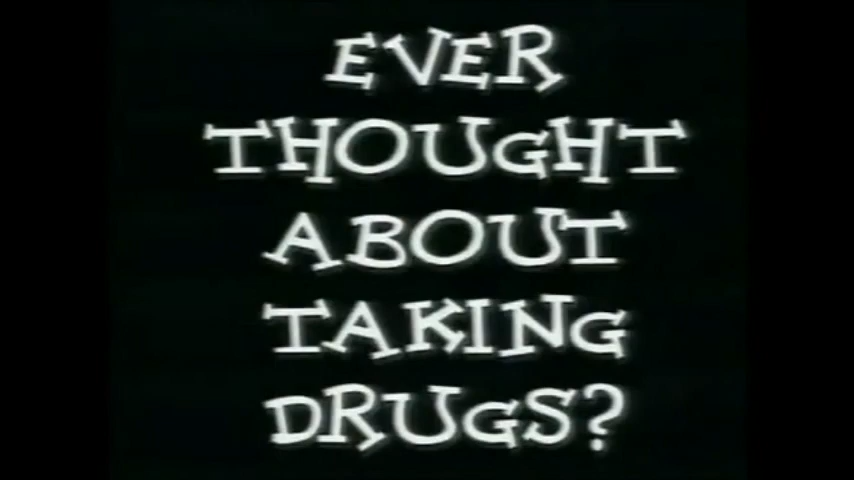 EVER
THOUGHT
ABOUT
TAKING
DRUGS?